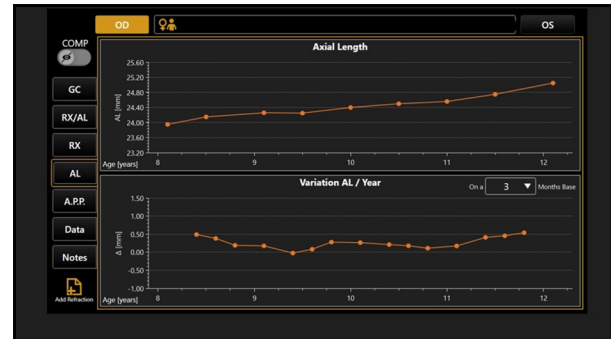 OD
OS
COMP
GC
RX/AL
RX
AL
A.P.P.
Data
Notes
Add Refraction
Axial Length
AL [mm]
25.60
25.20
24.80
24.40
24.00
23.60
23.20
Age [years]
8
9
10
11
12
Variation AL / Year
On a 3 Months Base
Δ [mm]
1.50
1.00
0.50
0.00
-0.50
-1.00
Age [years]
8
9
10
11
12